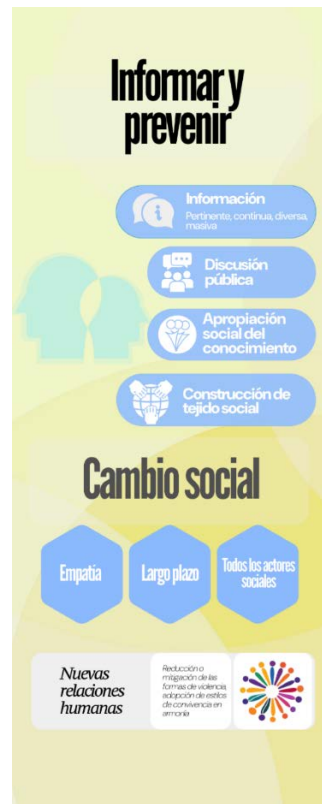 Informar y
prevenir
Información
Pertinente, continua, diversa,
masiva
Discusión
pública
Apropiación
social del
conocimiento
Construcción de
tejido social
Cambio social
Empatía
Largo plazo
Todos los actores
sociales
Nuevas
relaciones
humanas
Reducción o
mitigación de las
formas de violencia,
adopción de estilos
de convivencia en
armonía